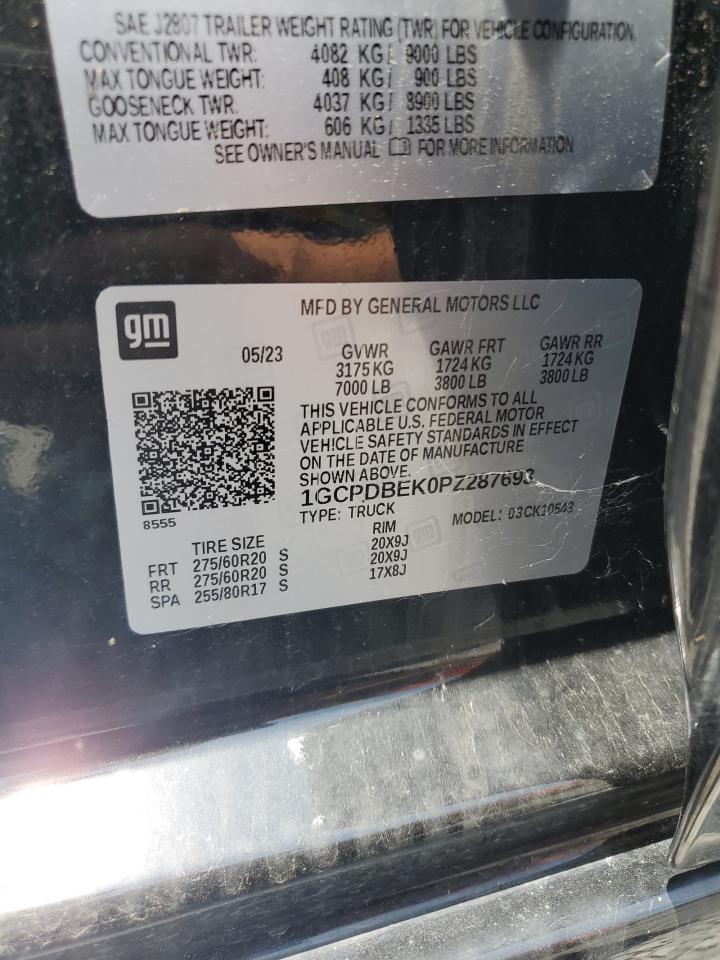 SAE J2807 TRAILER WEIGHT RATING (TWR) FOR VEHICLE CONFIGURATION
CONVENTIONAL TWR: 4082 KG / 9000 LBS
MAX TONGUE WEIGHT: 408 KG / 900 LBS
GOOSENECK TWR: 4037 KG / 8900 LBS
MAX TONGUE WEIGHT: 606 KG / 1335 LBS
SEE OWNER'S MANUAL FOR MORE INFORMATION
gm
MFD BY GENERAL MOTORS LLC
05/23 GVWR GAWR FRT GAWR RR
3175 KG 1724 KG 1724 KG
7000 LB 3800 LB 3800 LB
THIS VEHICLE CONFORMS TO ALL
APPLICABLE U.S. FEDERAL MOTOR
VEHICLE SAFETY STANDARDS IN EFFECT
ON THE DATE OF MANUFACTURE
SHOWN ABOVE.
1GCPDBEK0PZ287693
8555
TYPE: TRUCK MODEL: 03CK10543
TIRE SIZE RIM
FRT 275/60R20 S 20X9J
RR 275/60R20 S 20X9J
SPA 255/80R17 S 17X8J